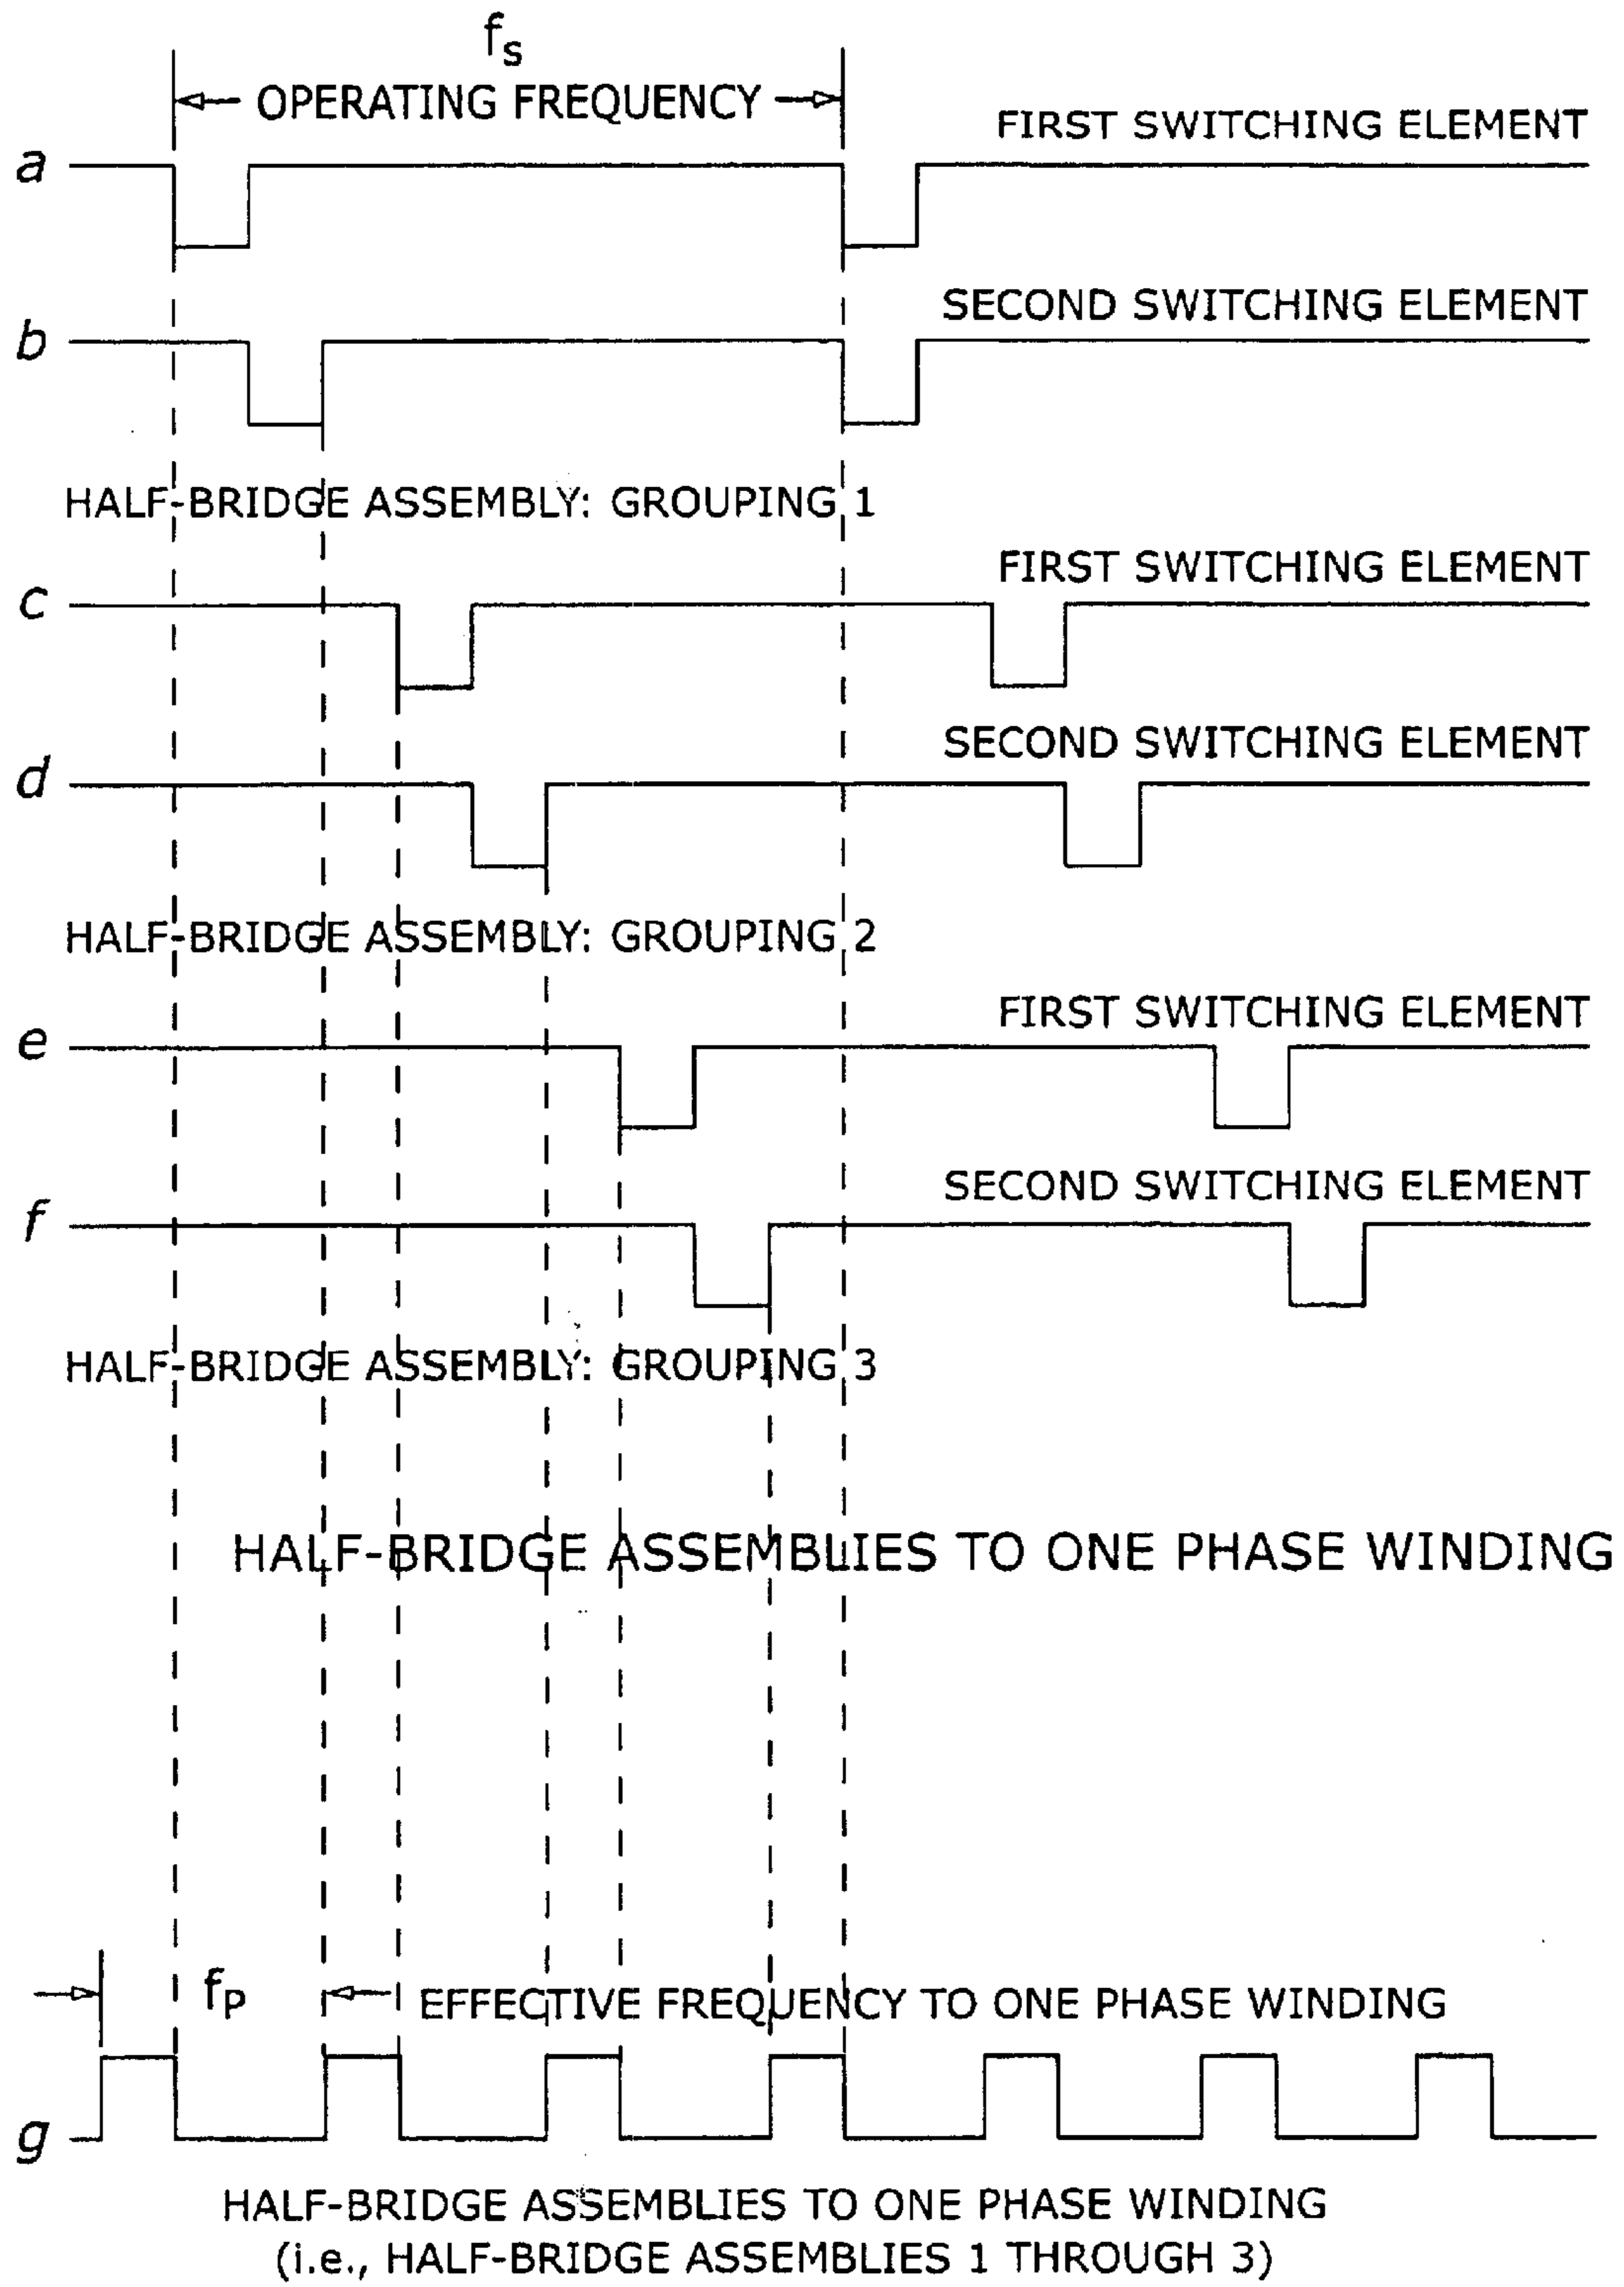 fs
OPERATING FREQUENCY
FIRST SWITCHING ELEMENT
a
SECOND SWITCHING ELEMENT
b
HALF-BRIDGE ASSEMBLY: GROUPING 1
FIRST SWITCHING ELEMENT
c
SECOND SWITCHING ELEMENT
d
HALF-BRIDGE ASSEMBLY: GROUPING 2
FIRST SWITCHING ELEMENT
e
SECOND SWITCHING ELEMENT
f
HALF-BRIDGE ASSEMBLY: GROUPING 3
HALF-BRIDGE ASSEMBLIES TO ONE PHASE WINDING
fP
EFFECTIVE FREQUENCY TO ONE PHASE WINDING
g
HALF-BRIDGE ASSEMBLIES TO ONE PHASE WINDING
(i.e., HALF-BRIDGE ASSEMBLIES 1 THROUGH 3)